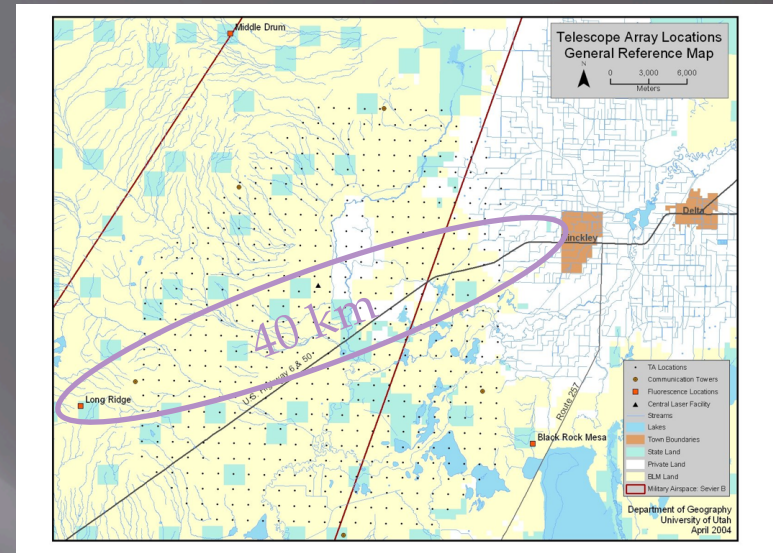 Middle Drum
Telescope Array Locations
General Reference Map
N
0 3,000 6,000
Meters
Delta
inckley
40 km
U.S. Highway 6 & 50
Long Ridge
Route 257
Black Rock Mesa
TA Locations
Communication Towers
Fluorescence Locations
Central Laser Facility
Streams
Lakes
Town Boundaries
State Land
Private Land
BLM Land
Military Airspace: Sevier B
Department of Geography
University of Utah
April 2004